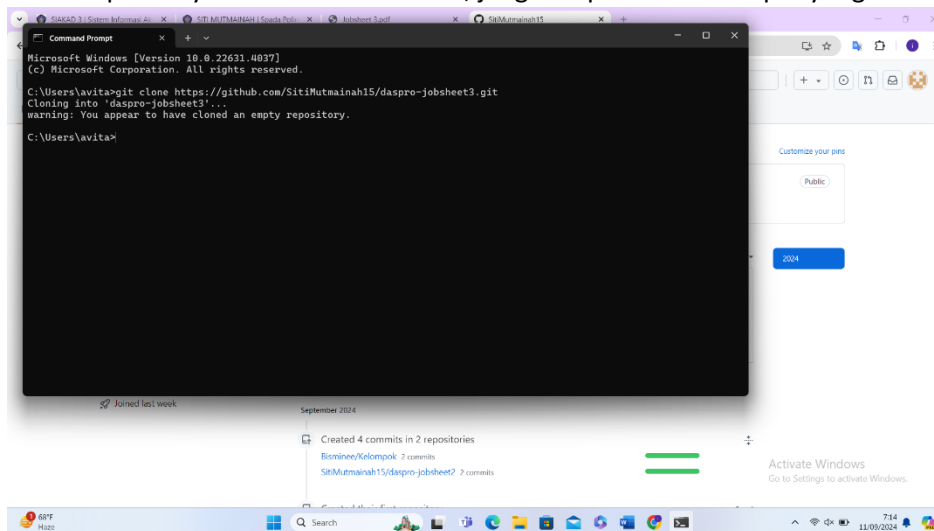 SIAKAD 3 | Sistem Informasi Al
SITI MUTMAINAH | Spada Poli
Jobsheet 3.pdf
SitiMutmainah15
Command Prompt
Microsoft Windows [Version 10.0.22631.4037]
(c) Microsoft Corporation. All rights reserved.
C:\Users\avita>git clone https://github.com/SitiMutmainah15/daspro-jobsheet3.git
Cloning into 'daspro-jobsheet3'...
warning: You appear to have cloned an empty repository.
C:\Users\avita>
Customize your pins
Public
2024
Joined last week
September 2024
Created 4 commits in 2 repositories
Bisminee/Kelompok 2 commits
SitiMutmainah15/daspro-jobsheet2 2 commits
Activate Windows
Go to Settings to activate Windows.
68°F
Haze
Search
7:14
11/09/2024